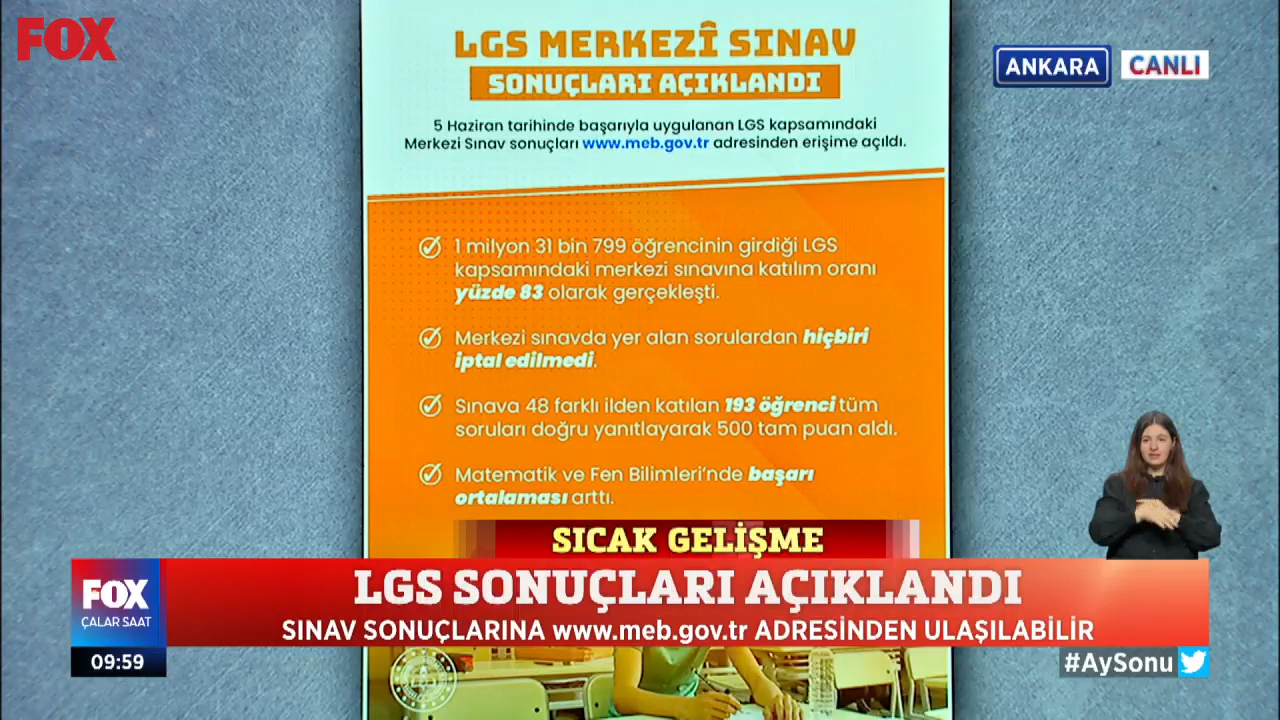 FOX
LGS MERKEZÎ SINAV
SONUÇLARI AÇIKLANDI
5 Haziran tarihinde başarıyla uygulanan LGS kapsamındaki
Merkezi Sınav sonuçları www.meb.gov.tr adresinden erişime açıldı.
ANKARA
CANLI
1 milyon 31 bin 799 öğrencinin girdiği LGS
kapsamındaki merkezi sınavına katılım oranı
yüzde 83 olarak gerçekleşti.
Merkezi sınavda yer alan sorulardan hiçbiri
iptal edilmedi.
Sınava 48 farklı ilden katılan 193 öğrenci tüm
soruları doğru yanıtlayarak 500 tam puan aldı.
Matematik ve Fen Bilimleri'nde başarı
ortalaması arttı.
SICAK GELİŞME
LGS SONUÇLARI AÇIKLANDI
SINAV SONUÇLARINA www.meb.gov.tr ADRESİNDEN ULAŞILABİLİR
FOX
ÇALAR SAAT
09:59
#AySonu